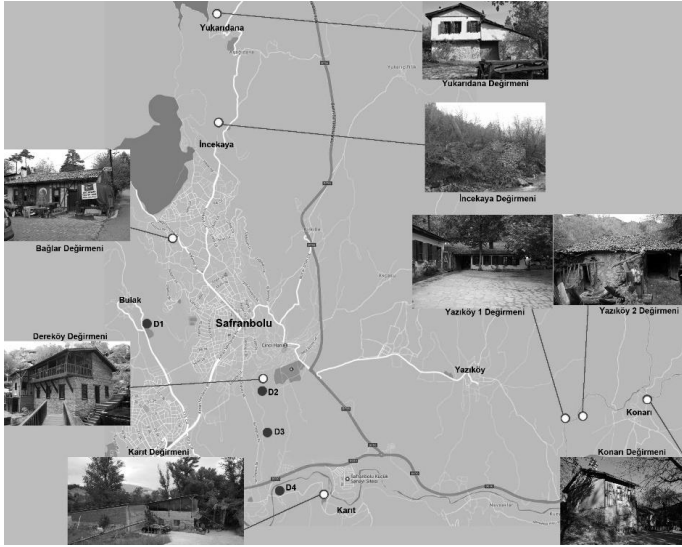 Yukarıdana
Yukarıdana Değirmeni
İncekaya
İncekaya Değirmeni
Bağlar Değirmeni
Bulak
D1
Safranbolu
Yazıköy 1 Değirmeni
Yazıköy 2 Değirmeni
Dereköy Değirmeni
Yazıköy
D2
Konarı
D3
Karıt Değirmeni
Konarı Değirmeni
D4
Karıt